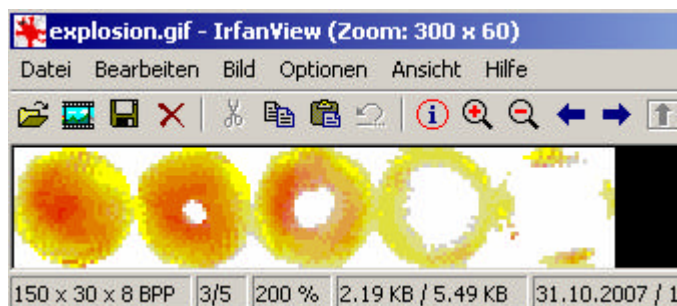 explosion.gif - IrfanView (Zoom: 300 x 60)
Datei Bearbeiten Bild Optionen Ansicht Hilfe
150 x 30 x 8 BPP 3/5 200 % 2.19 KB / 5.49 KB 31.10.2007 / 1